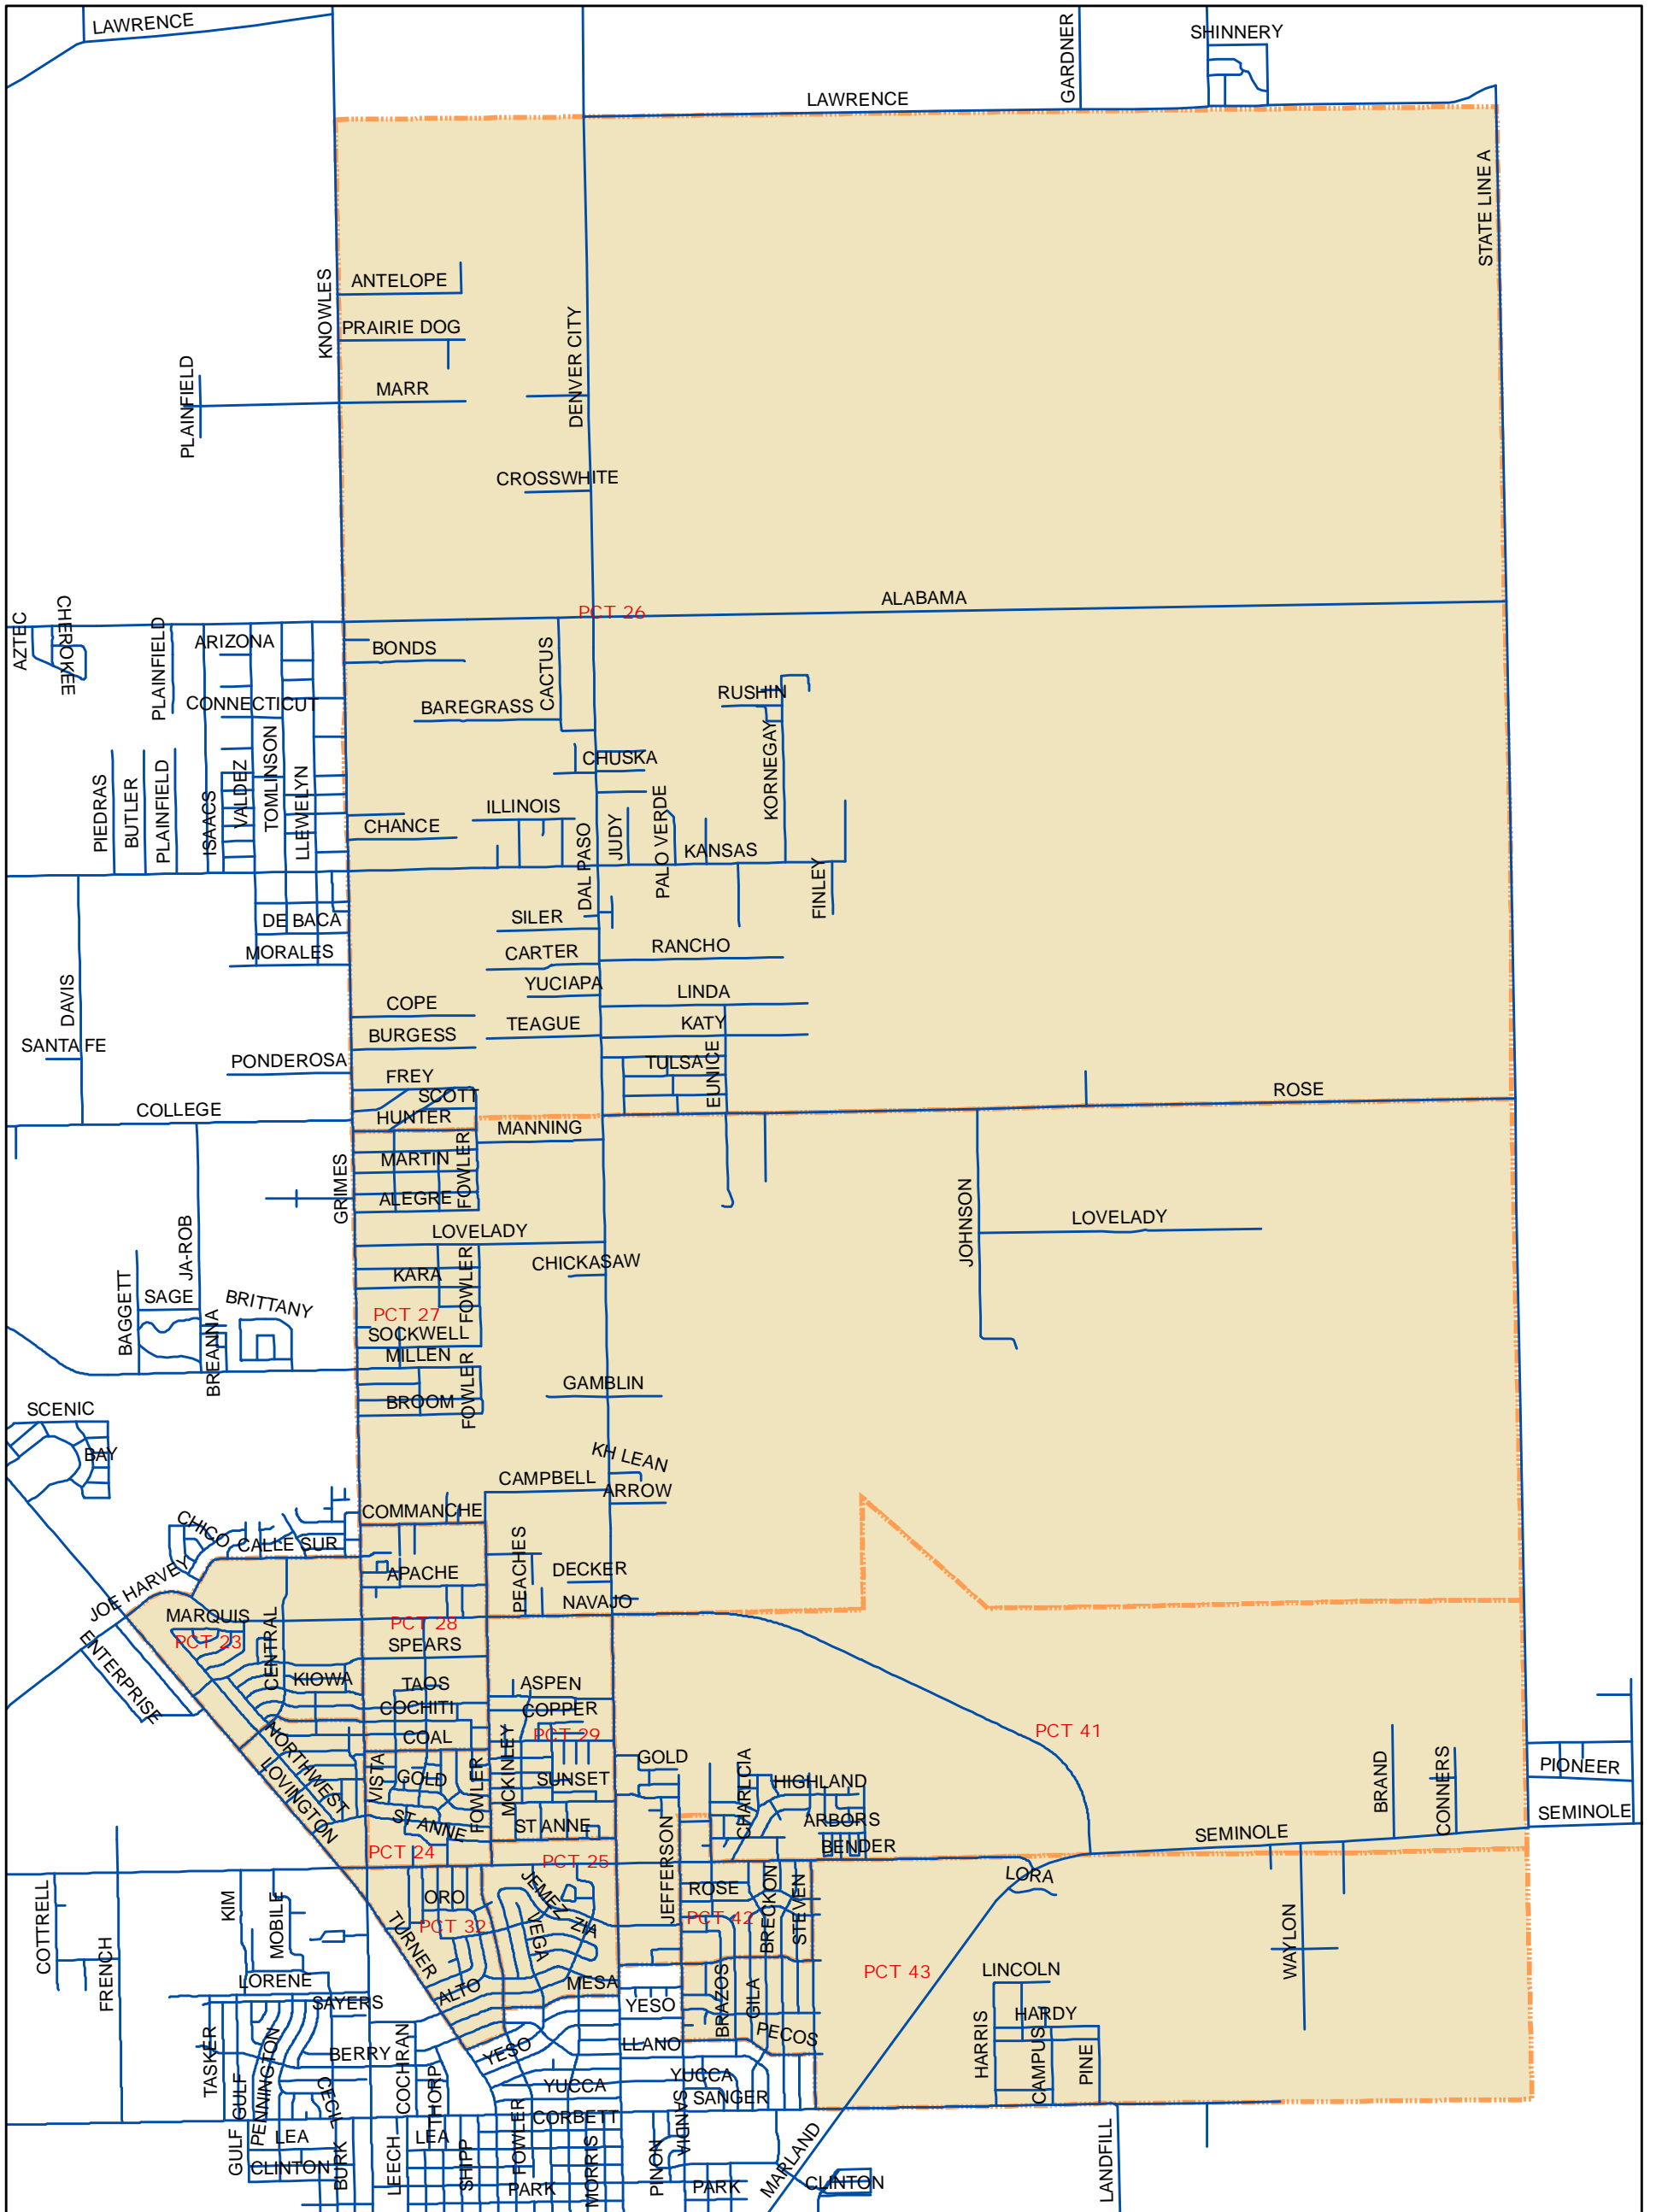 LAWRENCE
SHINNERY
GARDNER
LAWRENCE
STATE LINE A
KNOWLES
ANTELOPE
PRAIRIE DOG
DENVER CITY
PLAINFIELD
MARR
CROSSWHITE
ALABAMA
PCT 26
AZTEC
CHEROKEE
PLAINFIELD
ARIZONA
BONDS
CACTUS
CONNECTICUT
BAREGRASS
RUSHIN
KORNEGAY
CHUSKA
PIEDRAS
BUTLER
PLAINFIELD
ISAACS
VALDEZ
TOMLINSON
LLEWELYN
ILLINOIS
CHANCE
DAL PASO
JUDY
PALO VERDE
KANSAS
FINLEY
DE BACA
SILER
MORALES
CARTER
RANCHO
YUCIAPA
LINDA
DAVIS
COPE
TEAGUE
KATY
BURGESS
SANTA FE
PONDEROSA
TULSA
EUNICE
FREY
SCOTT
ROSE
COLLEGE
HUNTER
MANNING
GRIMES
MARTIN
FOWLER
ALEGRE
JOHNSON
LOVELADY
LOVELADY
JA-ROB
CHICKASAW
KARA
FOWLER
BAGGETT
SAGE
BRITTANY
PCT 27
BREANNA
SOCKWELL
MILLEN
FOWLER
GAMBLIN
BROOM
SCENIC
BAY
KH LEAN
CAMPBELL
ARROW
COMMANCHE
CHICO
CALLE SUR
PEACHES
APACHE
DECKER
JOE HARVEY
NAVAJO
MARQUIS
CENTRAL
PCT 28
PCT 23
SPEARS
ENTERPRISE
KIOWA
TAOS
ASPEN
COCHITI
COPPER
PCT 29
COAL
MCKINLEY
PCT 41
NORTHWEST
LOVINGTON
VISTA
GOLD
FOWLER
SUNSET
GOLD
CHARLCIA
HIGHLAND
BRAND
CONNERS
PIONEER
SEMINOLE
ST ANNE
ST ANNE
ARBORS
BENDER
SEMINOLE
PCT 24
PCT 25
JEFFERSON
LORA
COTTRELL
KIM
MOBILE
ORO
JEMEZ
ROSE
BRECKON
STEVEN
PCT 32
VEGA
ZIA
PCT 42
TURNER
WAYLON
FRENCH
LORENE
ALTO
MESA
BRAZOS
GILA
PCT 43
LINCOLN
SAYERS
YESO
HARDY
HARRIS
CAMPUS
PINE
PECOS
TASKER
GULF
PENNINGTON
BERRY
COCHRAN
THORP
YESO
LLANO
CECIL
YUCCA
YUCCA
SANGER
SANDIA
CORBETT
GULF
LEA
CLINTON
BURK
LEECH
LEA
SHIPP
FOWLER
PARK
MORRIS
PINON
PARK
MARLAND
CLINTON
LANDFILL